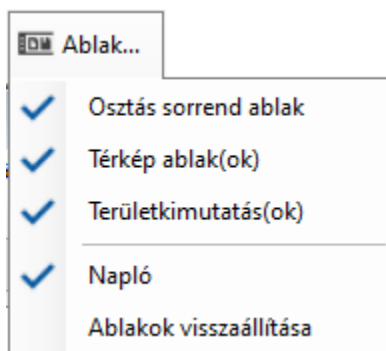 Ablak...
Osztás sorrend ablak
Térkép ablak(ok)
Területkimutatás(ok)
Napló
Ablakok visszaállítása